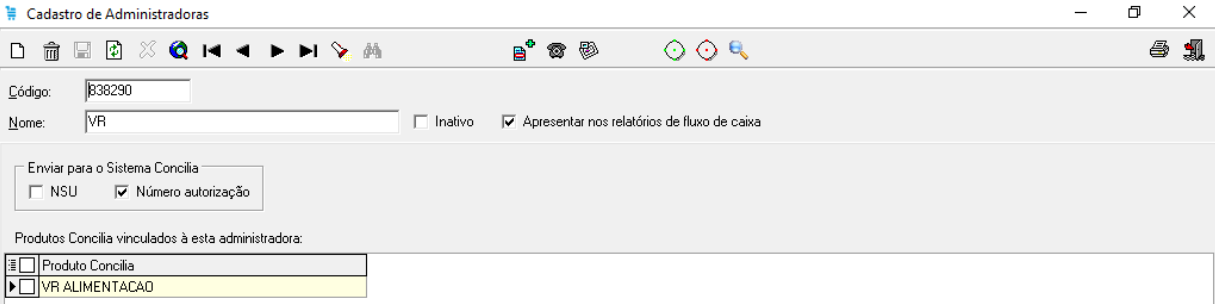 Cadastro de Administradoras
Código: 838290
Nome: VR Inativo Apresentar nos relatórios de fluxo de caixa
Enviar para o Sistema Concilia
NSU Número autorização
Produtos Concilia vinculados à esta administradora:
Produto Concilia
VR ALIMENTACAO